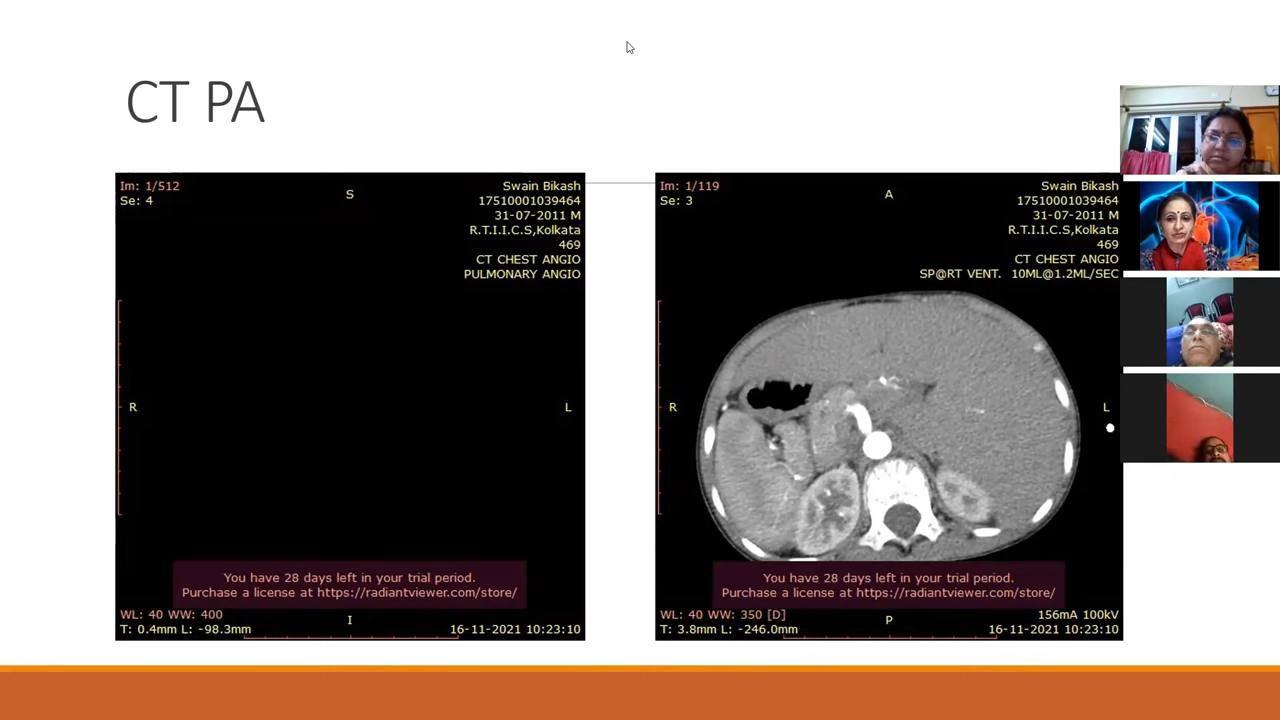 CT PA
Im: 1/512
Se: 4
S
Swain Bikash
17510001039464
31-07-2011 M
R.T.I.I.C.S,Kolkata
469
CT CHEST ANGIO
PULMONARY ANGIO
R
L
You have 28 days left in your trial period.
Purchase a license at https://radiantviewer.com/store/
WL: 40 WW: 400
T: 0.4mm L: -98.3mm
I
16-11-2021 10:23:10
Im: 1/119
Se: 3
A
Swain Bikash
17510001039464
31-07-2011 M
R.T.I.I.C.S,Kolkata
469
CT CHEST ANGIO
SP@RT VENT. 10ML@1.2ML/SEC
R
L
You have 28 days left in your trial period.
Purchase a license at https://radiantviewer.com/store/
WL: 40 WW: 350 [D]
T: 3.8mm L: -246.0mm
P
156mA 100kV
16-11-2021 10:23:10